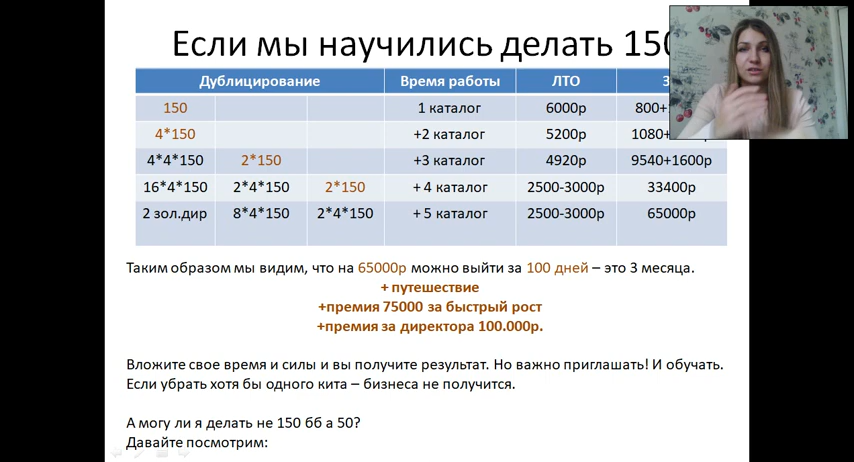 Если мы научились делать 150
Дублицирование Время работы ЛТО З
150 1 каталог 6000р 800+
4*150 +2 каталог 5200р 1080+
4*4*150 2*150 +3 каталог 4920р 9540+1600р
16*4*150 2*4*150 2*150 + 4 каталог 2500-3000р 33400р
2 зол.дир 8*4*150 2*4*150 + 5 каталог 2500-3000р 65000р
Таким образом мы видим, что на 65000р можно выйти за 100 дней – это 3 месяца.
+ путешествие
+премия 75000 за быстрый рост
+премия за директора 100.000р.
Вложите свое время и силы и вы получите результат. Но важно приглашать! И обучать.
Если убрать хотя бы одного кита – бизнеса не получится.
А могу ли я делать не 150 бб а 50?
Давайте посмотрим: